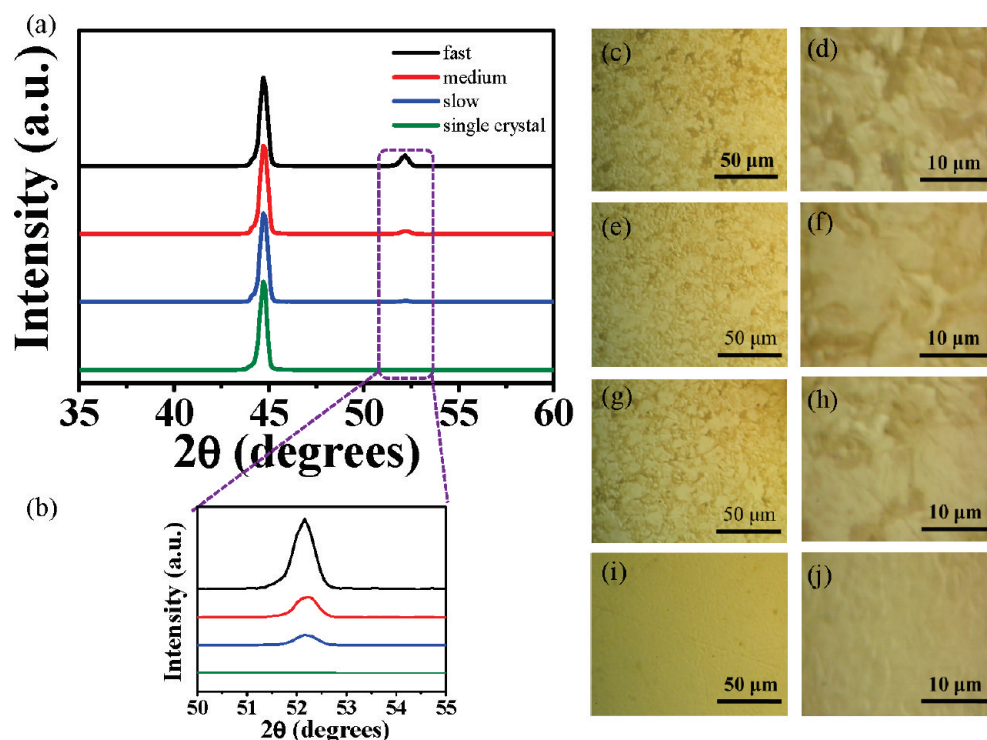 (a)
Intensity (a.u.)
fast
medium
slow
single crystal
35 40 45 50 55 60
2θ (degrees)
(b)
Intensity (a.u.)
50 51 52 53 54 55
2θ (degrees)
(c)
50 µm
(d)
10 µm
(e)
50 µm
(f)
10 µm
(g)
50 µm
(h)
10 µm
(i)
50 µm
(j)
10 µm